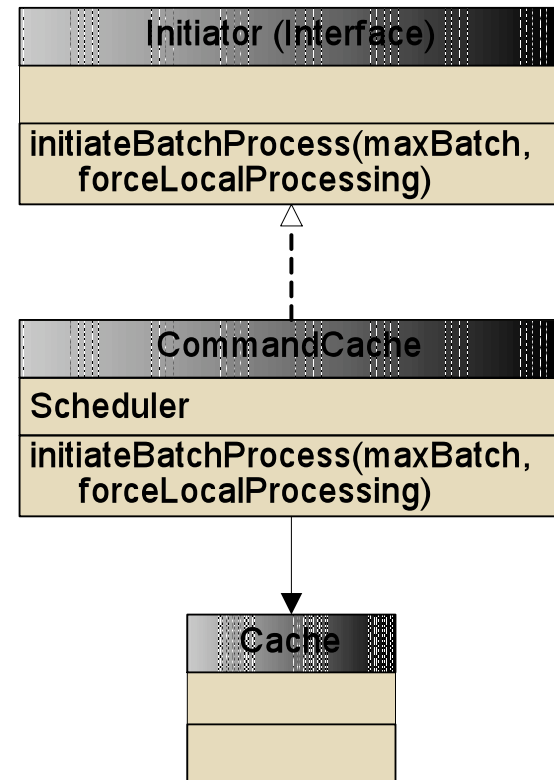 Initiator (Interface)
initiateBatchProcess(maxBatch,
forceLocalProcessing)
CommandCache
Scheduler
initiateBatchProcess(maxBatch,
forceLocalProcessing)
Cache